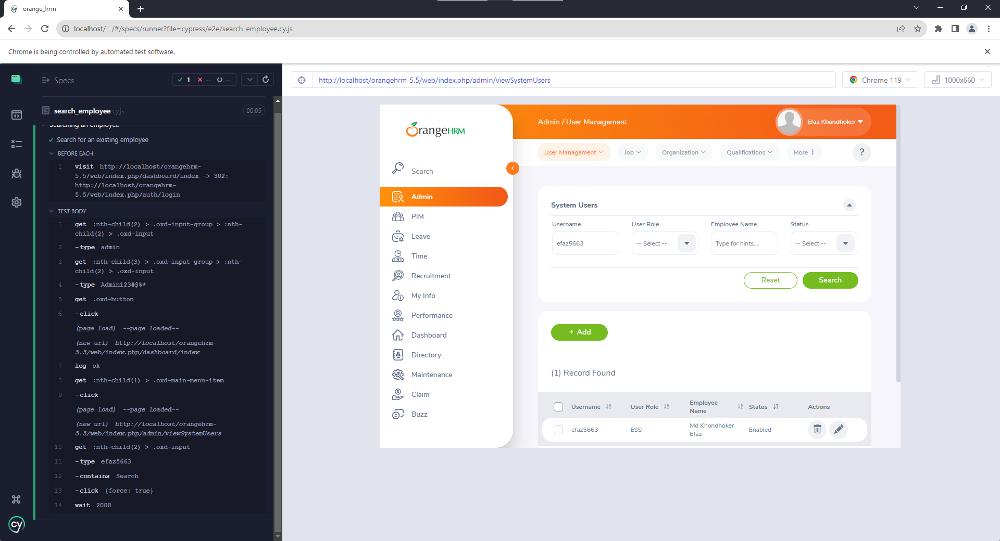 orange_hrm
localhost/__/#/specs/runner?file=cypress/e2e/search_employee.cy.js
Chrome is being controlled by automated test software.
Specs
1 -- --
search_employee.cy.js 00:05
Searching an employee
Search for an existing employee
BEFORE EACH
1 visit http://localhost/orangehrm-
5.5/web/index.php/dashboard/index -> 302:
http://localhost/orangehrm-
5.5/web/index.php/auth/login
TEST BODY
1 get :nth-child(2) > .oxd-input-group > :nth-
child(2) > .oxd-input
2 -type admin
3 get :nth-child(3) > .oxd-input-group > :nth-
child(2) > .oxd-input
4 -type Admin123#$%*
5 get .oxd-button
6 -click
(page load) --page loaded--
(new url) http://localhost/orangehrm-
5.5/web/index.php/dashboard/index
7 log ok
8 get :nth-child(1) > .oxd-main-menu-item
9 -click
(page load) --page loaded--
(new url) http://localhost/orangehrm-
5.5/web/index.php/admin/viewSystemUsers
10 get :nth-child(2) > .oxd-input
11 -type efaz5663
12 -contains Search
13 -click {force: true}
14 wait 2000
cy
http://localhost/orangehrm-5.5/web/index.php/admin/viewSystemUsers
Chrome 119
1000x660
OrangeHRM
Search
Admin
PIM
Leave
Time
Recruitment
My Info
Performance
Dashboard
Directory
Maintenance
Claim
Buzz
Admin / User Management
Efaz Khondhoker
User Management Job Organization Qualifications More ?
System Users
Username User Role Employee Name Status
efaz5663 -- Select -- Type for hints... -- Select --
Reset Search
+ Add
(1) Record Found
Username User Role Employee Name Status Actions
efaz5663 ESS Md Khondhoker Efaz Enabled